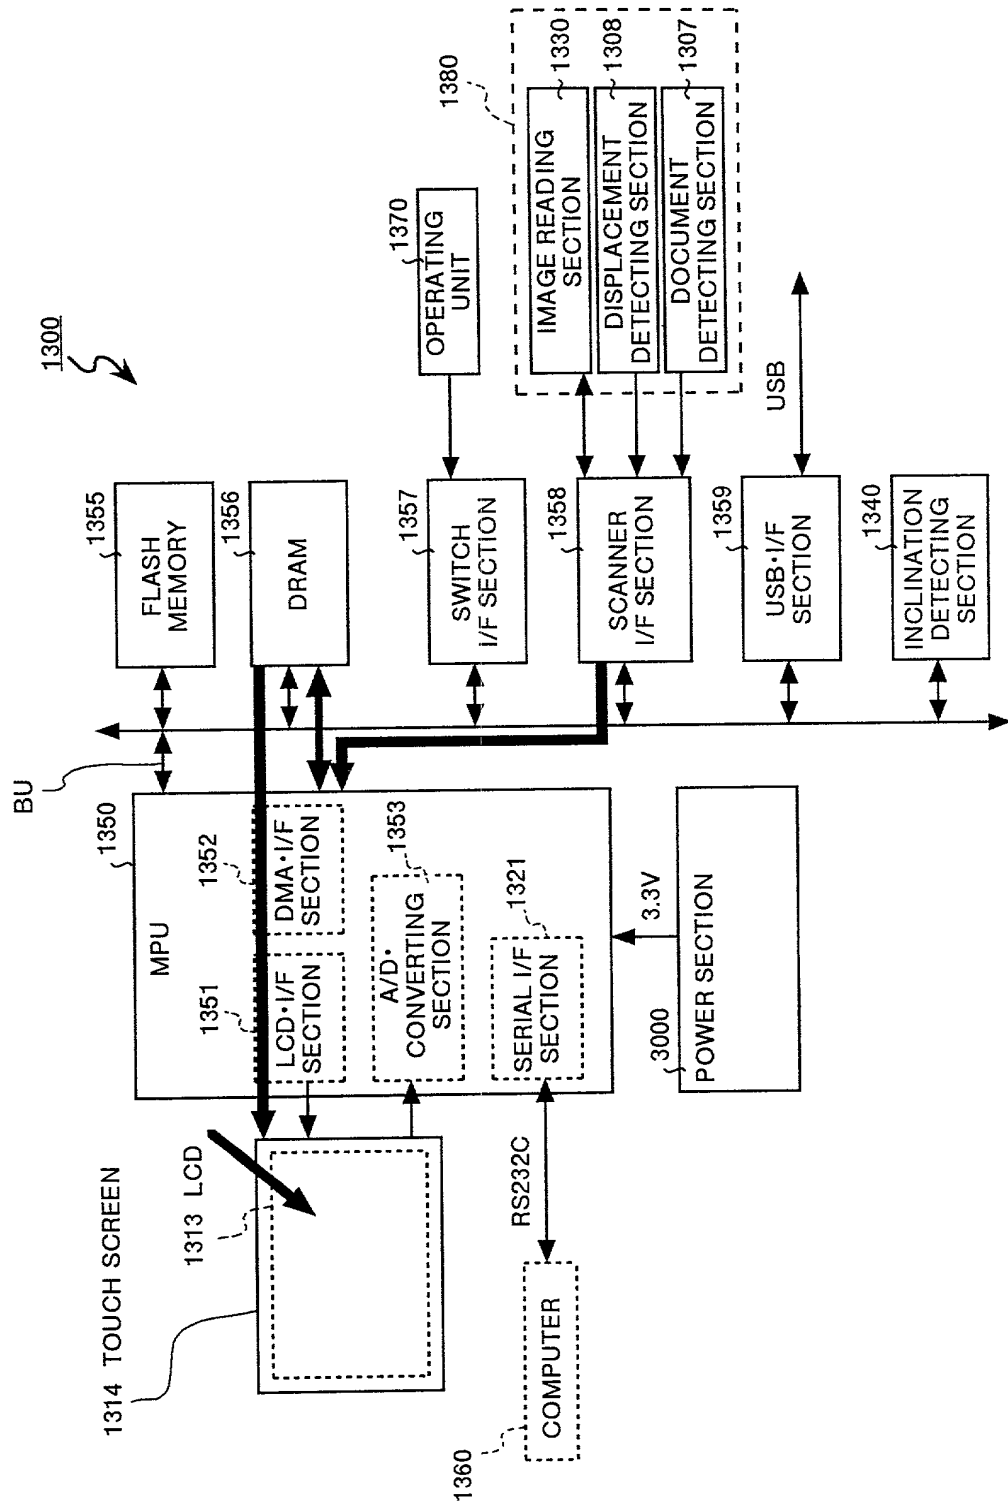 1300
BU
1314 TOUCH SCREEN
1313 LCD
1350
MPU
1351
LCD•I/F
SECTION
1352
DMA•I/F
SECTION
A/D•
CONVERTING
SECTION
1353
SERIAL I/F
SECTION
1321
RS232C
1360
COMPUTER
3.3V
3000
POWER SECTION
1355
FLASH
MEMORY
1356
DRAM
1357
SWITCH
I/F SECTION
1358
SCANNER
I/F SECTION
1359
USB•I/F
SECTION
1340
INCLINATION
DETECTING
SECTION
USB
1370
OPERATING
UNIT
1380
IMAGE READING
SECTION
1330
DISPLACEMENT
DETECTING SECTION
1308
DOCUMENT
DETECTING SECTION
1307